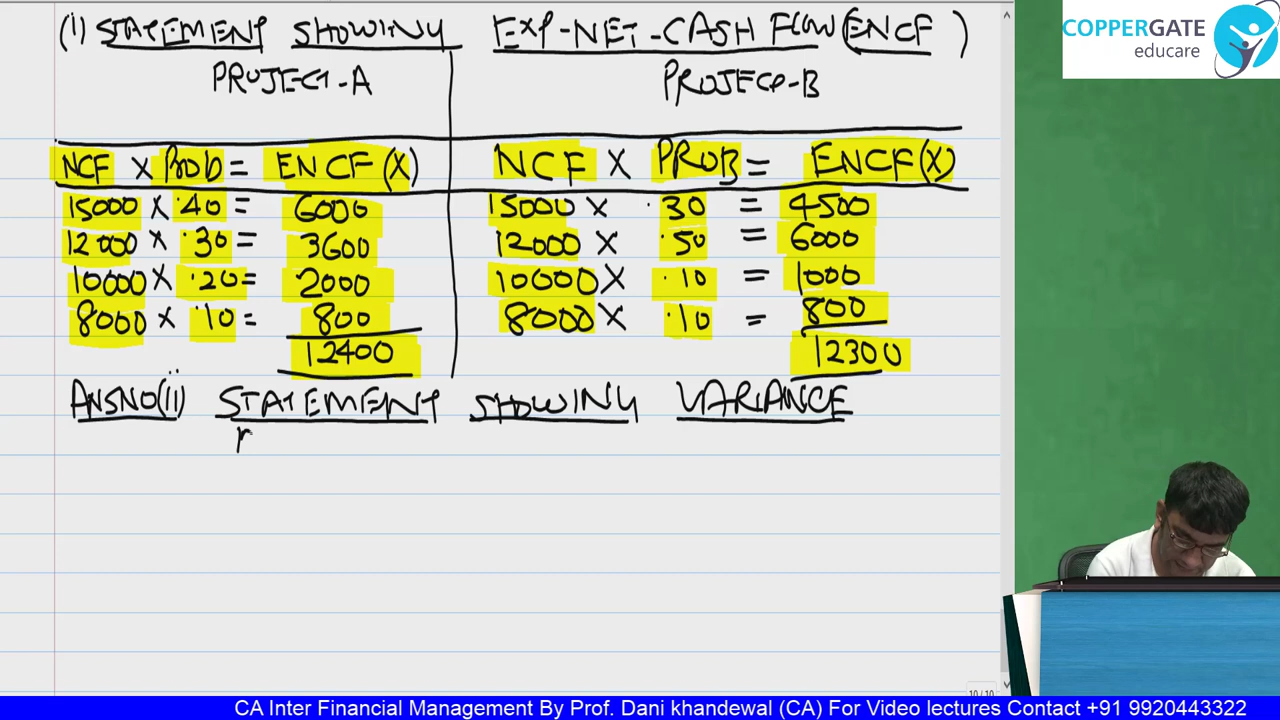 (i) STATEMENT SHOWING EXP-NET-CASH FLOW (ENCF)
PROJECT-A PROJECT-B
NCF X PROB = ENCF (X) NCF X PROB = ENCF(X)
15000 X .40 = 6000 15000 X .30 = 4500
12000 X .30 = 3600 12000 X .50 = 6000
10000 X .20 = 2000 10000 X .10 = 1000
8000 X .10 = 800 8000 X .10 = 800
12400 12300
ANSNO(ii) STATEMENT SHOWING VARIANCE
COPPERGATE
educare
10/10
CA Inter Financial Management By Prof. Dani khandewal (CA) For Video lectures Contact +91 9920443322